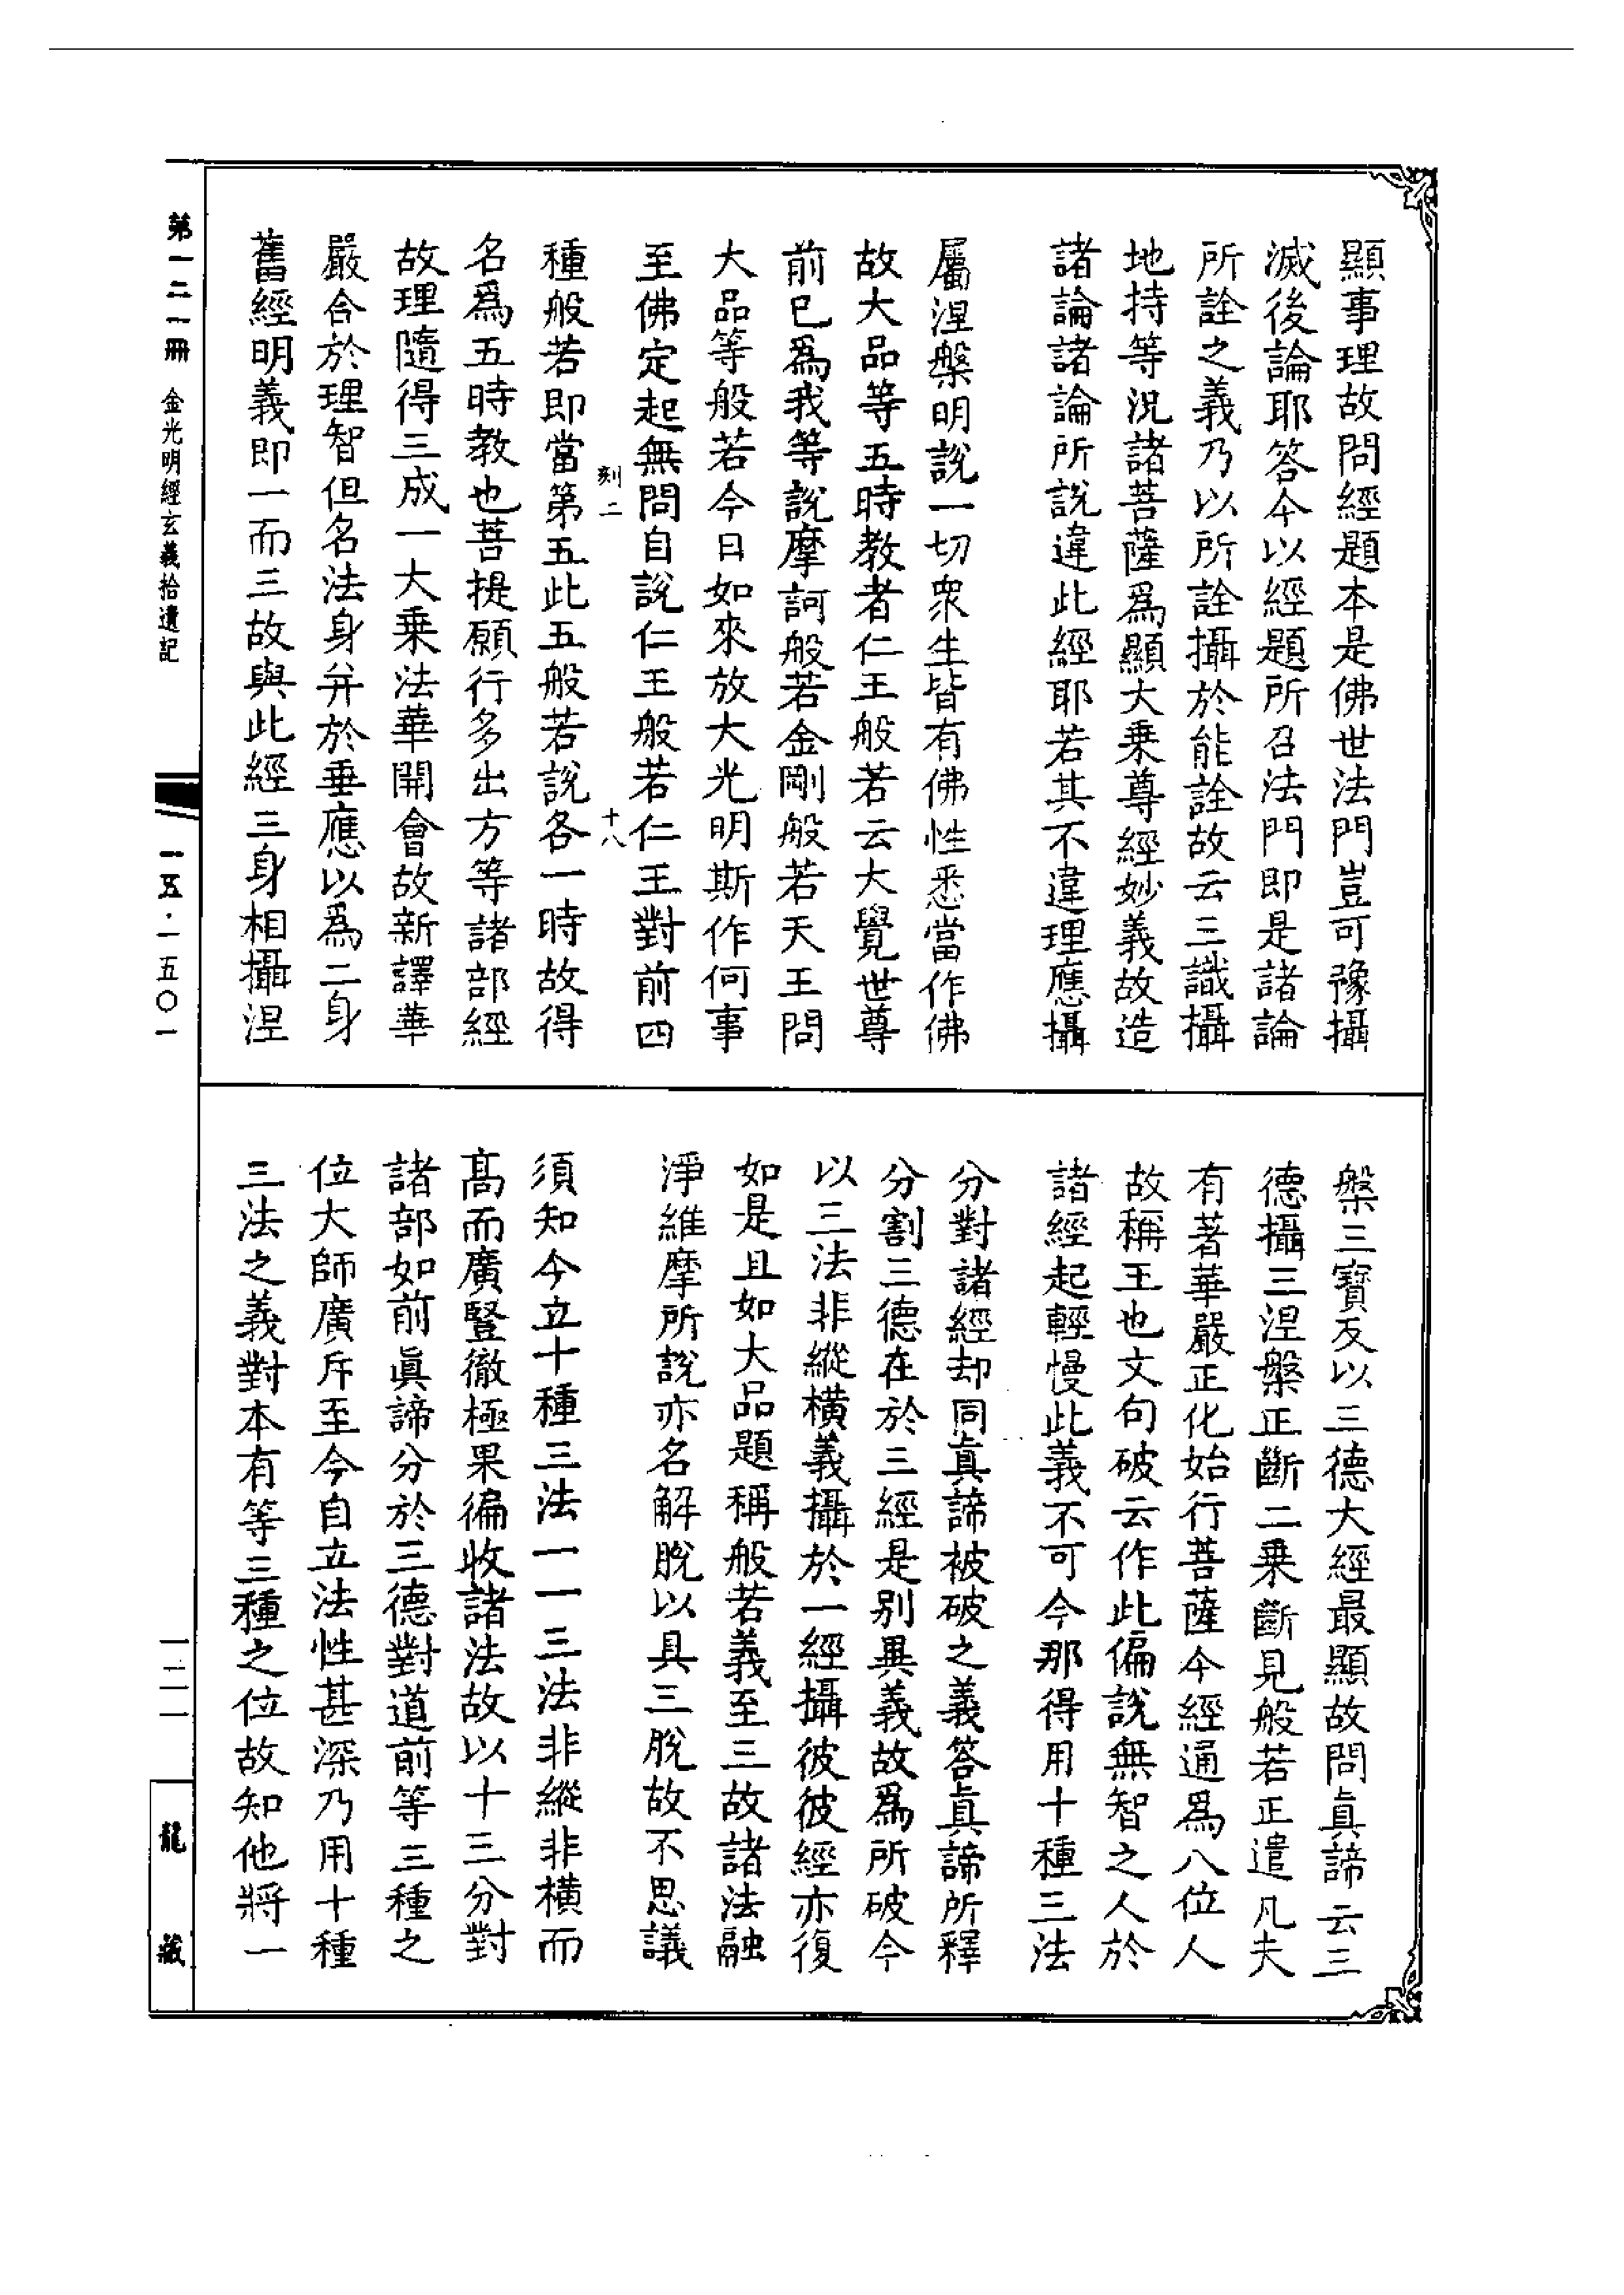 顯事理故問經題本是佛世法門豈可豫攝
滅後論耶答今以經題所召法門即是諸論
所詮之義乃以所詮攝於能詮故云三識攝
地持等況諸菩薩爲顯大乗尊經妙義故造
諸論諸論所說違此經耶若其不違理應攝
屬涅槃明說一切衆生皆有佛性悉當作佛
故大品等五時教者仁王般若云大覺世尊
前已爲我等說摩訶般若金剛般若天王問
大品等般若今日如來放大光明斯作何事
至佛定起無問自說仁王般若仁王對前四
刻二 十八
種般若即當第五此五般若說各一時故得
名爲五時教也菩提願行多出方等諸部經
故理隨得三成一大乗法華開會故新譯華
嚴合於理智但名法身并於垂應以爲二身
舊經明義即一而三故與此經三身相攝涅
槃三寶反以三德大經最顯故問眞諦云三
德攝三涅槃正斷二乗斷見般若正遣凡夫
有著華嚴正化始行菩薩今經通爲八位人
故稱王也文句破云作此偏說無智之人於
諸經起輕慢此義不可今那得用十種三法
分對諸經却同真諦被破之義答眞諦所釋
分割三德在於三經是别異義故爲所破今
以三法非縱橫義攝於一經攝彼彼經亦復
如是且如大品題稱般若義至三故諸法融
淨維摩所說亦名解脫以具三脫故不思議
須知今立十種三法一一三法非縱非橫而
髙而廣豎徹極果徧收諸法故以十三分對
諸部如前眞諦分於三德對道前等三種之
位大師廣斥至今自立法性甚深乃用十種
三法之義對本有等三種之位故知他將一
第一二一冊 金光明經玄義拾遺記
一五·一五〇一
一二一
龍藏